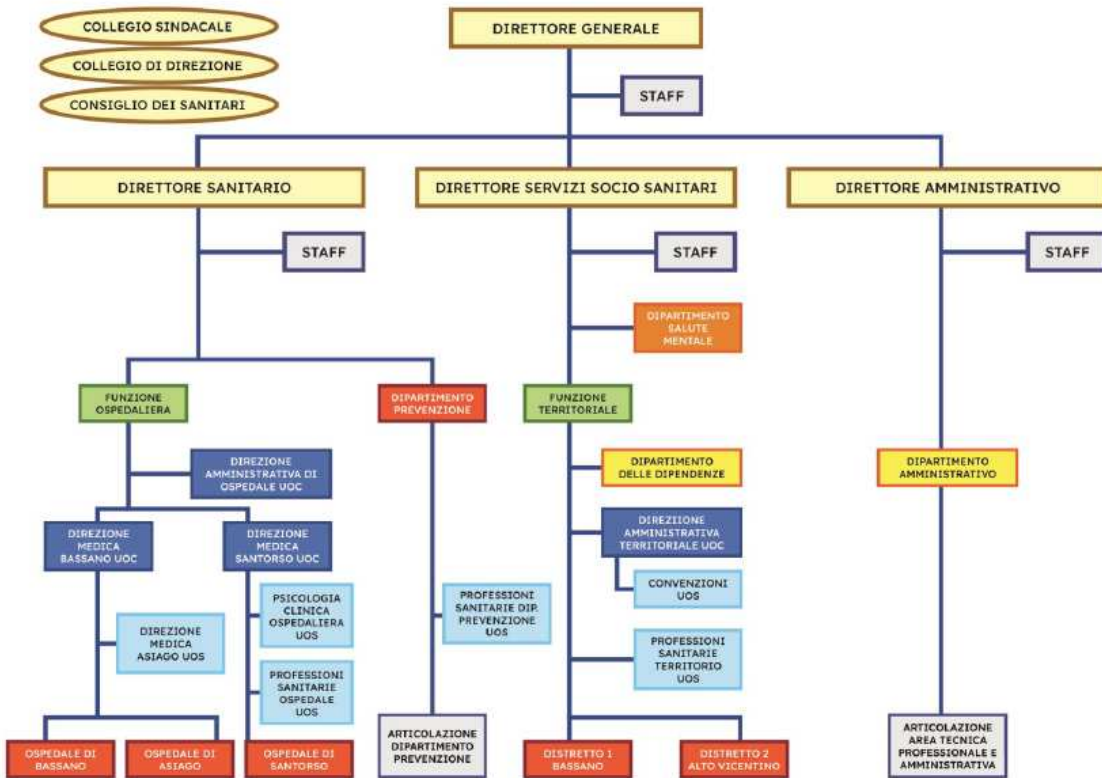 COLLEGIO SINDACALE
COLLEGIO DI DIREZIONE
CONSIGLIO DEI SANITARI
DIRETTORE GENERALE
STAFF
DIRETTORE SANITARIO
DIRETTORE SERVIZI SOCIO SANITARI
DIRETTORE AMMINISTRATIVO
STAFF
STAFF
STAFF
DIPARTIMENTO
SALUTE
MENTALE
FUNZIONE
OSPEDALIERA
DIPARTIMENTO
PREVENZIONE
FUNZIONE
TERRITORIALE
DIREZIONE
AMMINISTRATIVA DI
OSPEDALE UOC
DIPARTIMENTO
DELLE DIPENDENZE
DIPARTIMENTO
AMMINISTRATIVO
DIREZIONE
MEDICA
BASSANO UOC
DIREZIONE
MEDICA
SANTORSO UOC
DIREZIIONE
AMMINISTRATIVA
TERRITORIALE UOC
CONVENZIONI
UOS
PSICOLOGIA
CLINICA
OSPEDALIERA
UOS
PROFESSIONI
SANITARIE DIP.
PREVENZIONE
UOS
DIREZIONE
MEDICA
ASIAGO UOS
PROFESSIONI
SANITARIE
TERRITORIO
UOS
PROFESSIONI
SANITARIE
OSPEDALE
UOS
OSPEDALE DI
BASSANO
OSPEDALE DI
ASIAGO
OSPEDALE DI
SANTORSO
ARTICOLAZIONE
DIPARTIMENTO
PREVENZIONE
DISTRETTO 1
BASSANO
DISTRETTO 2
ALTO VICENTINO
ARTICOLAZIONE
AREA TECNICA
PROFESSIONALE E
AMMINISTRATIVA